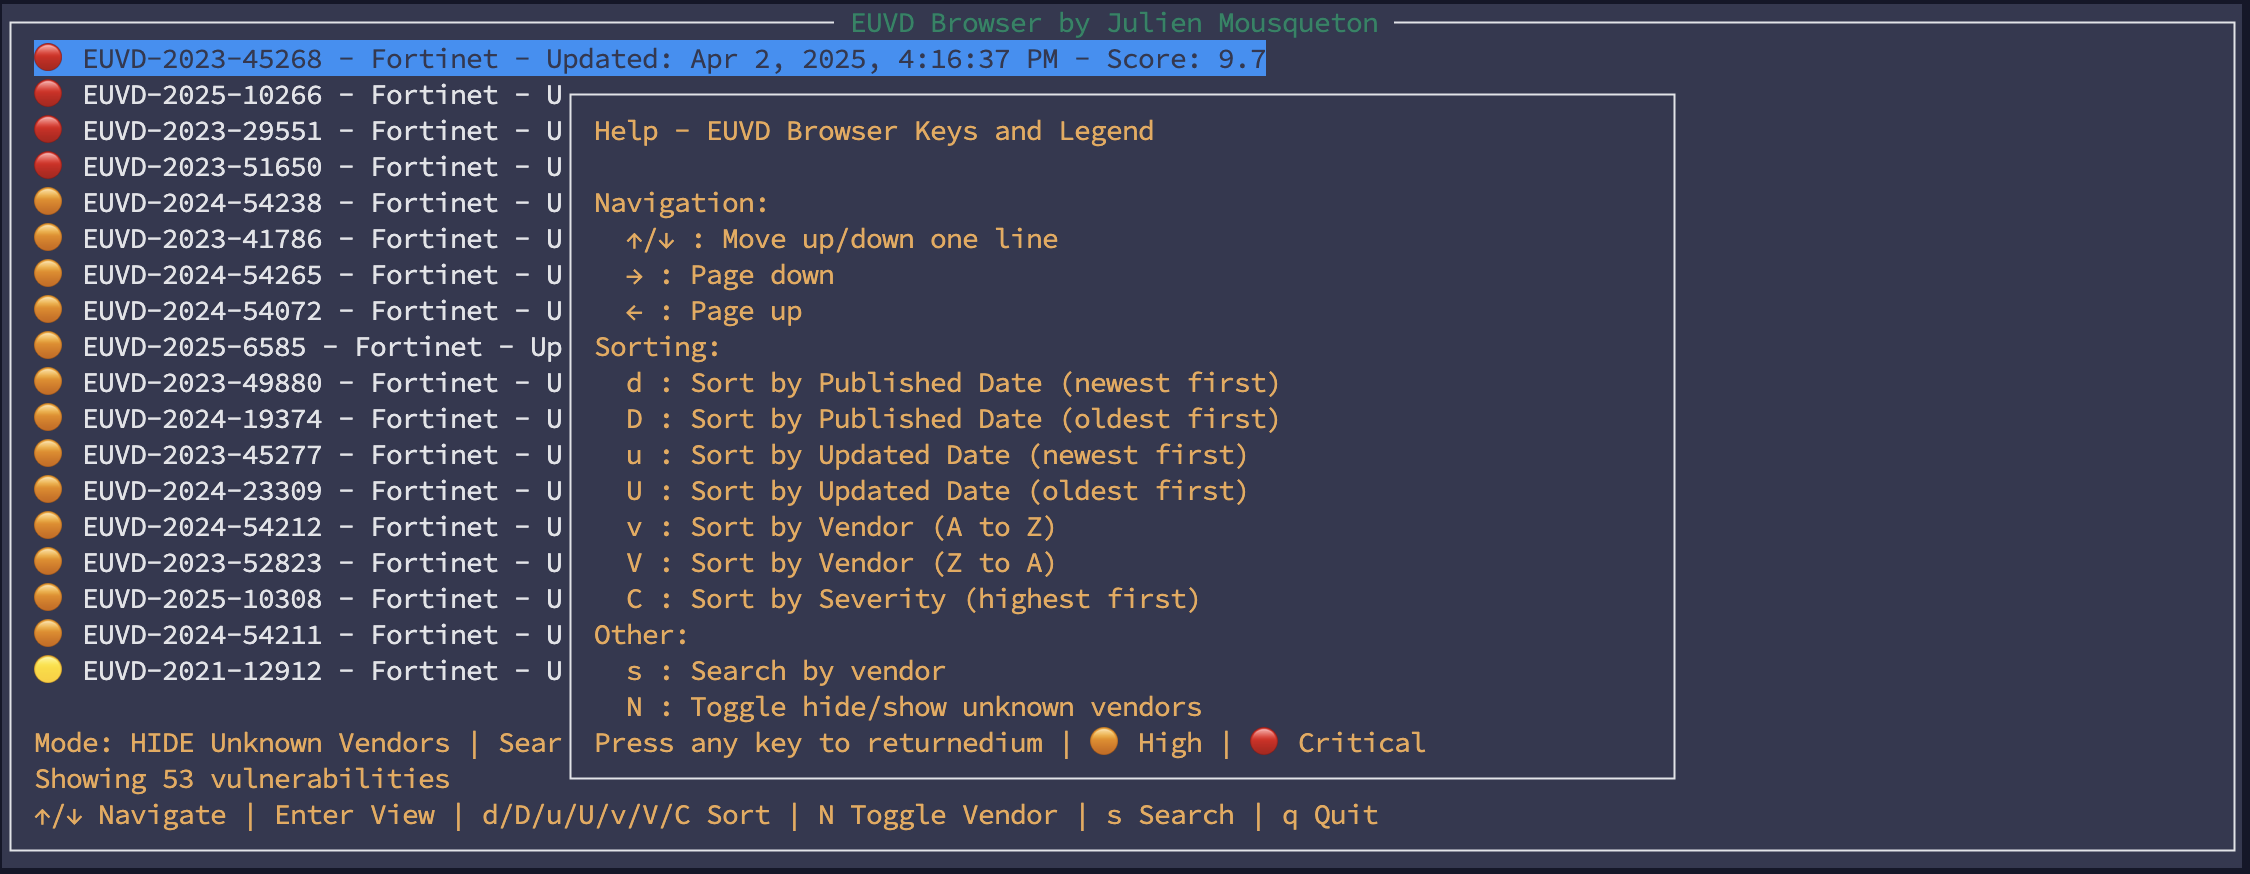 EUVD Browser by Julien Mousqueton
EUVD-2023-45268 - Fortinet - Updated: Apr 2, 2025, 4:16:37 PM - Score: 9.7
EUVD-2025-10266 - Fortinet - U
EUVD-2023-29551 - Fortinet - U
EUVD-2023-51650 - Fortinet - U
EUVD-2024-54238 - Fortinet - U
EUVD-2023-41786 - Fortinet - U
EUVD-2024-54265 - Fortinet - U
EUVD-2024-54072 - Fortinet - U
EUVD-2025-6585 - Fortinet - Up
EUVD-2023-49880 - Fortinet - U
EUVD-2024-19374 - Fortinet - U
EUVD-2023-45277 - Fortinet - U
EUVD-2024-23309 - Fortinet - U
EUVD-2024-54212 - Fortinet - U
EUVD-2023-52823 - Fortinet - U
EUVD-2025-10308 - Fortinet - U
EUVD-2024-54211 - Fortinet - U
EUVD-2021-12912 - Fortinet - U
Help - EUVD Browser Keys and Legend
Navigation:
↑/↓ : Move up/down one line
→ : Page down
← : Page up
Sorting:
d : Sort by Published Date (newest first)
D : Sort by Published Date (oldest first)
u : Sort by Updated Date (newest first)
U : Sort by Updated Date (oldest first)
v : Sort by Vendor (A to Z)
V : Sort by Vendor (Z to A)
C : Sort by Severity (highest first)
Other:
s : Search by vendor
N : Toggle hide/show unknown vendors
Press any key to returnedium | 🟠 High | 🔴 Critical
Mode: HIDE Unknown Vendors | Sear
Showing 53 vulnerabilities
↑/↓ Navigate | Enter View | d/D/u/U/v/V/C Sort | N Toggle Vendor | s Search | q Quit